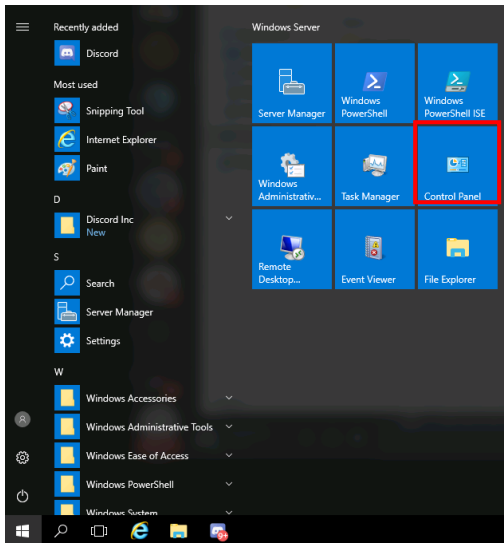 Recently added
Discord
Most used
Snipping Tool
Internet Explorer
Paint
D
Discord Inc
New
S
Search
Server Manager
Settings
W
Windows Accessories
Windows Administrative Tools
Windows Ease of Access
Windows PowerShell
Windows System
Windows Server
Server Manager
Windows
PowerShell
Windows
PowerShell ISE
Windows
Administrativ...
Task Manager
Control Panel
Remote
Desktop...
Event Viewer
File Explorer
9+